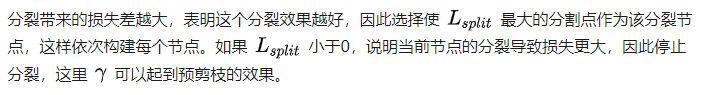 分裂带来的损失差越大，表明这个分裂效果越好，因此选择使 L_{split} 最大的分割点作为该分裂节
点，这样依次构建每个节点。如果 L_{split} 小于0，说明当前节点的分裂导致损失更大，因此停止
分裂，这里 γ 可以起到预剪枝的效果。